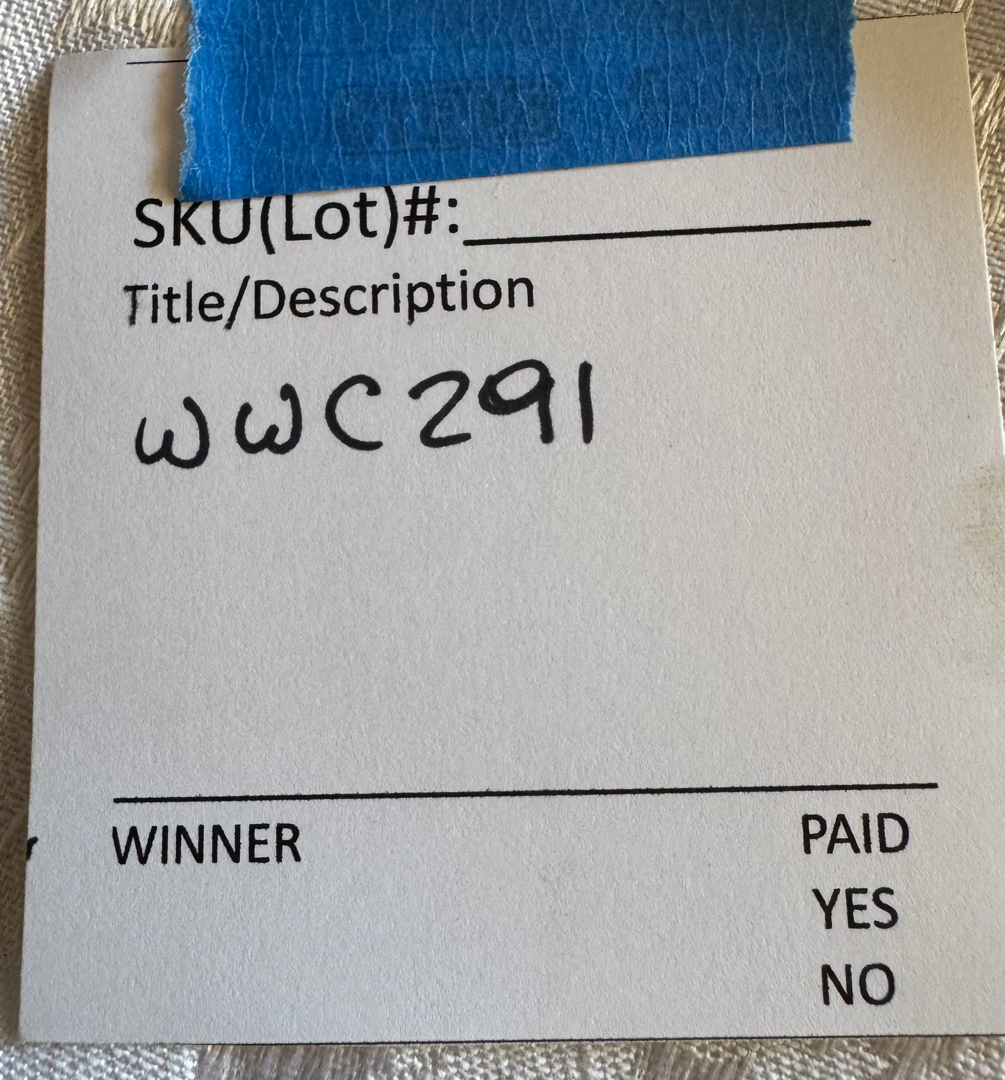 SKU(Lot)#:
Title/Description
WWC291
WINNER PAID
YES
NO